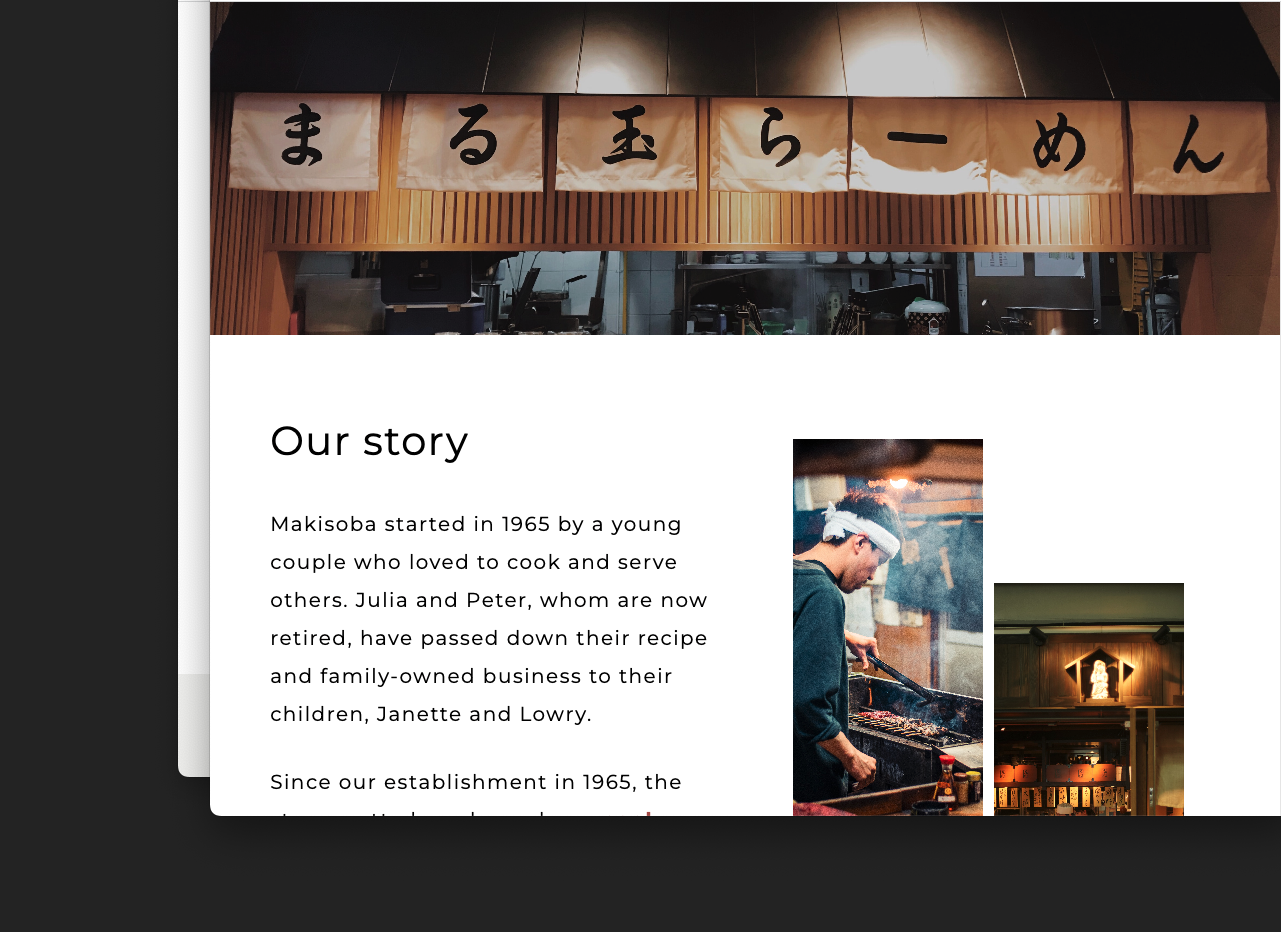 まる玉らーめん
Our story
Makisoba started in 1965 by a young
couple who loved to cook and serve
others. Julia and Peter, whom are now
retired, have passed down their recipe
and family-owned business to their
children, Janette and Lowry.
Since our establishment in 1965, the